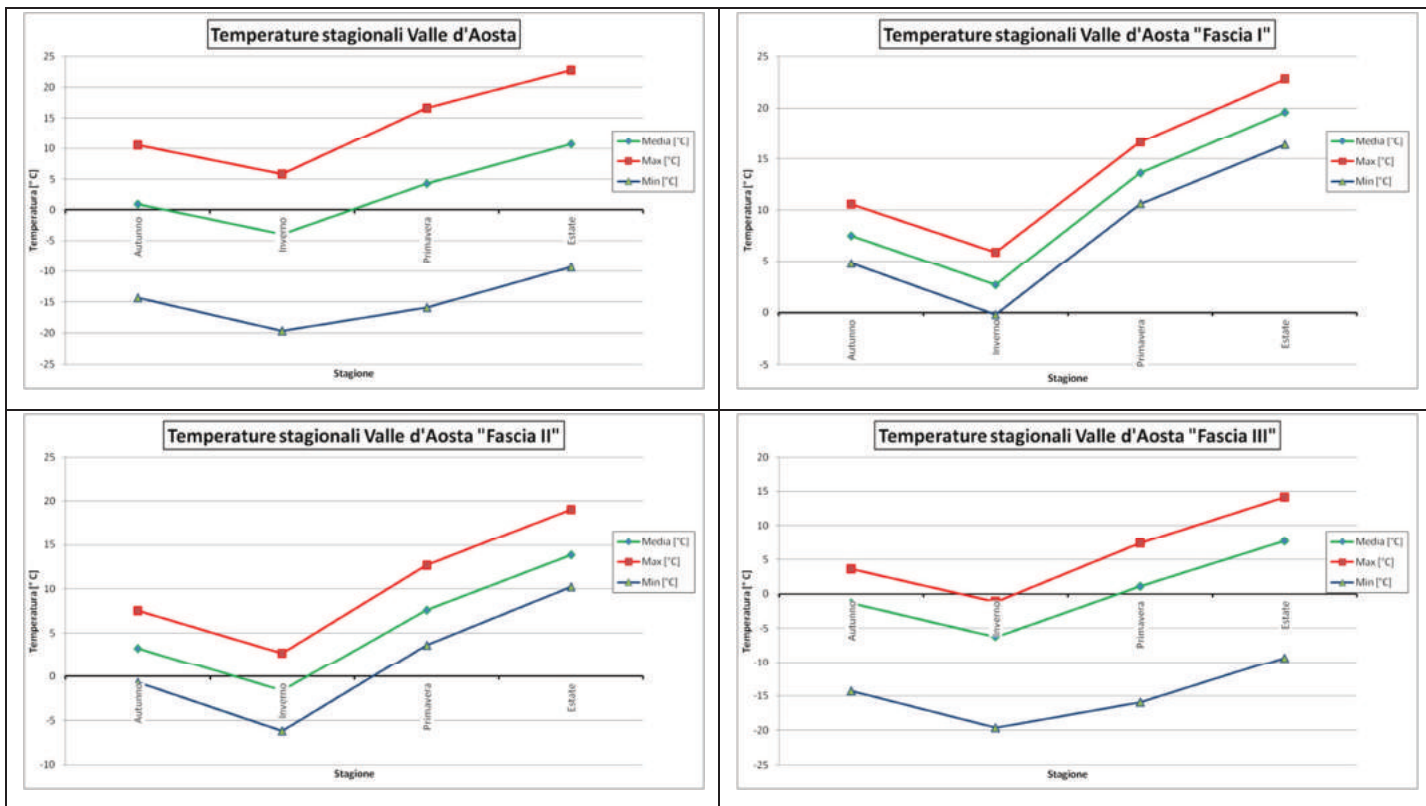 Temperature stagionali Valle d'Aosta
25
20
15
10
5
0
-5
-10
-15
-20
-25
Temperatura [° C]
Autunno
Inverno
Primavera
Estate
Stagione
Media [°C]
Max [°C]
Min [°C]
Temperature stagionali Valle d'Aosta "Fascia I"
25
20
15
10
5
0
-5
Temperatura [° C]
Autunno
Inverno
Primavera
Estate
Stagione
Media [°C]
Max [°C]
Min [°C]
Temperature stagionali Valle d'Aosta "Fascia II"
25
20
15
10
5
0
-5
-10
Temperatura [° C]
Autunno
Inverno
Primavera
Estate
Stagione
Media [°C]
Max [°C]
Min [°C]
Temperature stagionali Valle d'Aosta "Fascia III"
20
15
10
5
0
-5
-10
-15
-20
-25
Temperatura [° C]
Autunno
Inverno
Primavera
Estate
Stagione
Media [°C]
Max [°C]
Min [°C]